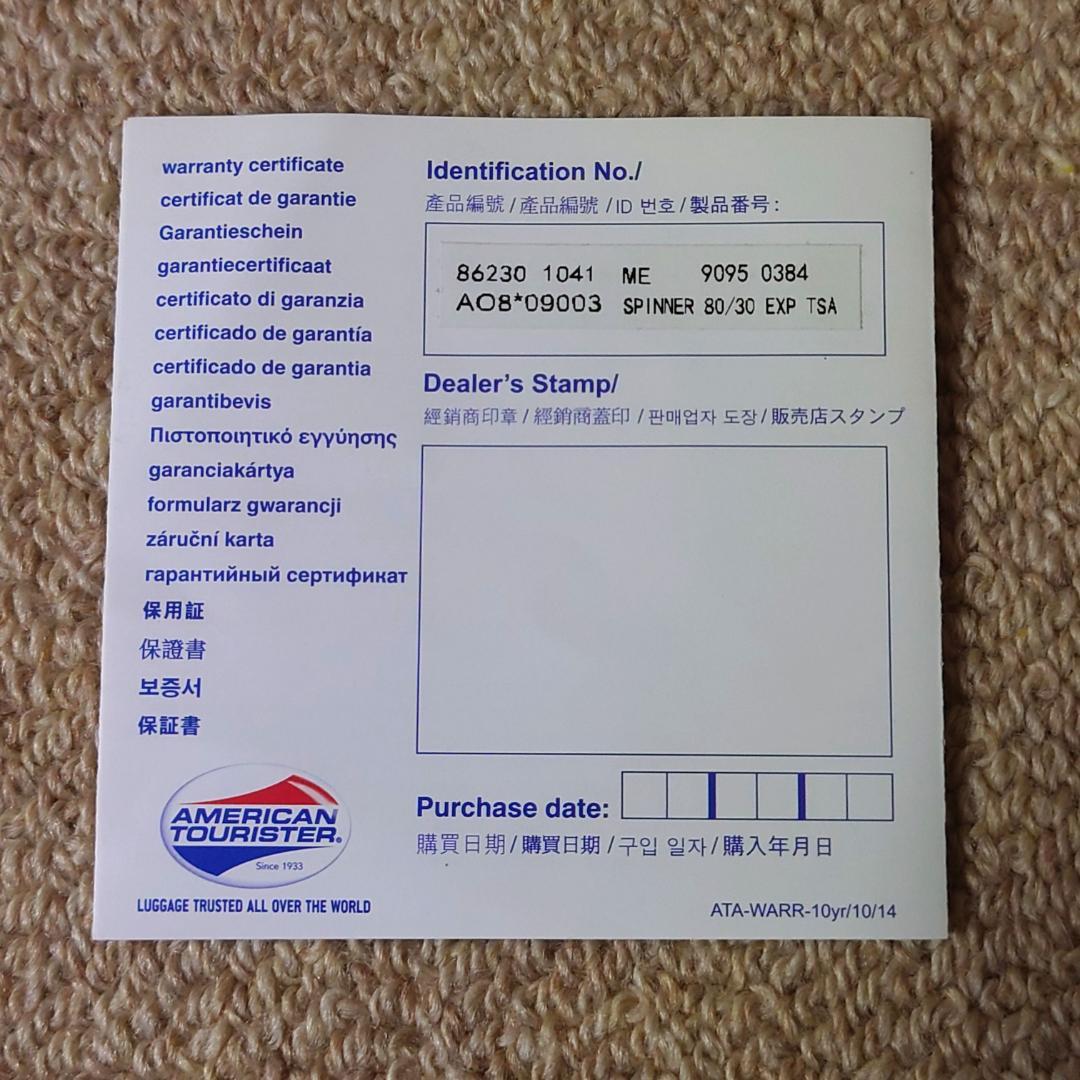 warranty certificate
certificat de garantie
Garantieschein
garantiecertificaat
certificato di garanzia
certificado de garantía
certificado de garantia
garantibevis
Πιστοποιητικό εγγύησης
garanciakártya
formularz gwarancji
záruční karta
гарантийный сертификат
保用証
保證書
보증서
保証書
AMERICAN
TOURISTER.
Since 1933
LUGGAGE TRUSTED ALL OVER THE WORLD
Identification No./
產品編號 / 產品編號 / ID 번호 / 製品番号 :
86230 1041 ME 9095 0384
AO8*09003 SPINNER 80/30 EXP TSA
Dealer's Stamp/
經銷商印章 / 經銷商蓋印 / 판매업자 도장 / 販売店スタンプ
Purchase date:
購買日期 / 購買日期 / 구입 일자 / 購入年月日
ATA-WARR-10yr/10/14